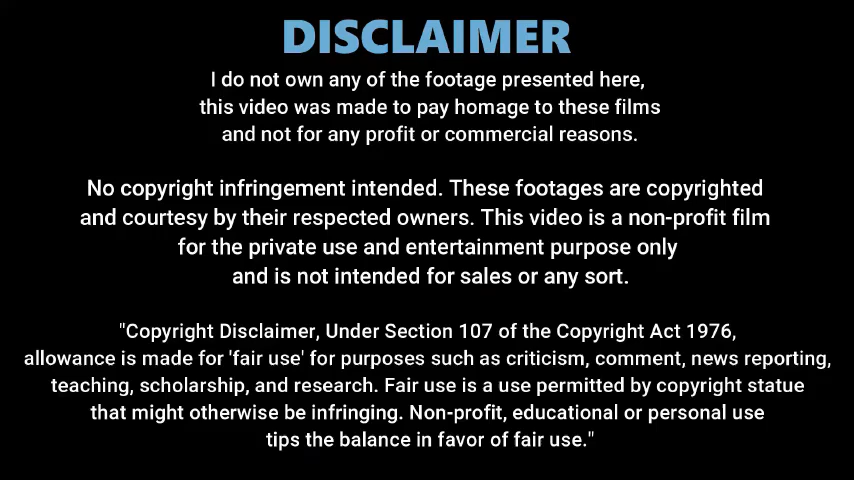 DISCLAIMER
I do not own any of the footage presented here,
this video was made to pay homage to these films
and not for any profit or commercial reasons.
No copyright infringement intended. These footages are copyrighted
and courtesy by their respected owners. This video is a non-profit film
for the private use and entertainment purpose only
and is not intended for sales or any sort.
"Copyright Disclaimer, Under Section 107 of the Copyright Act 1976,
allowance is made for 'fair use' for purposes such as criticism, comment, news reporting,
teaching, scholarship, and research. Fair use is a use permitted by copyright statue
that might otherwise be infringing. Non-profit, educational or personal use
tips the balance in favor of fair use."